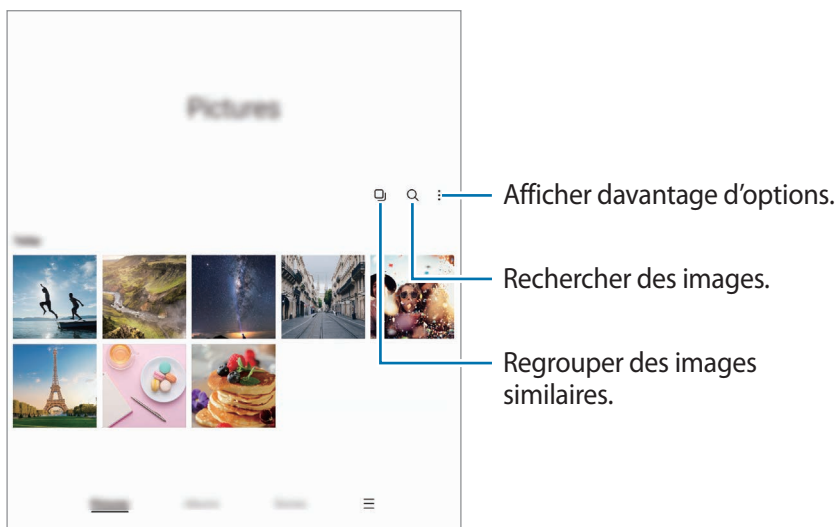 Pictures
Afficher davantage d'options.
Rechercher des images.
Regrouper des images
similaires.